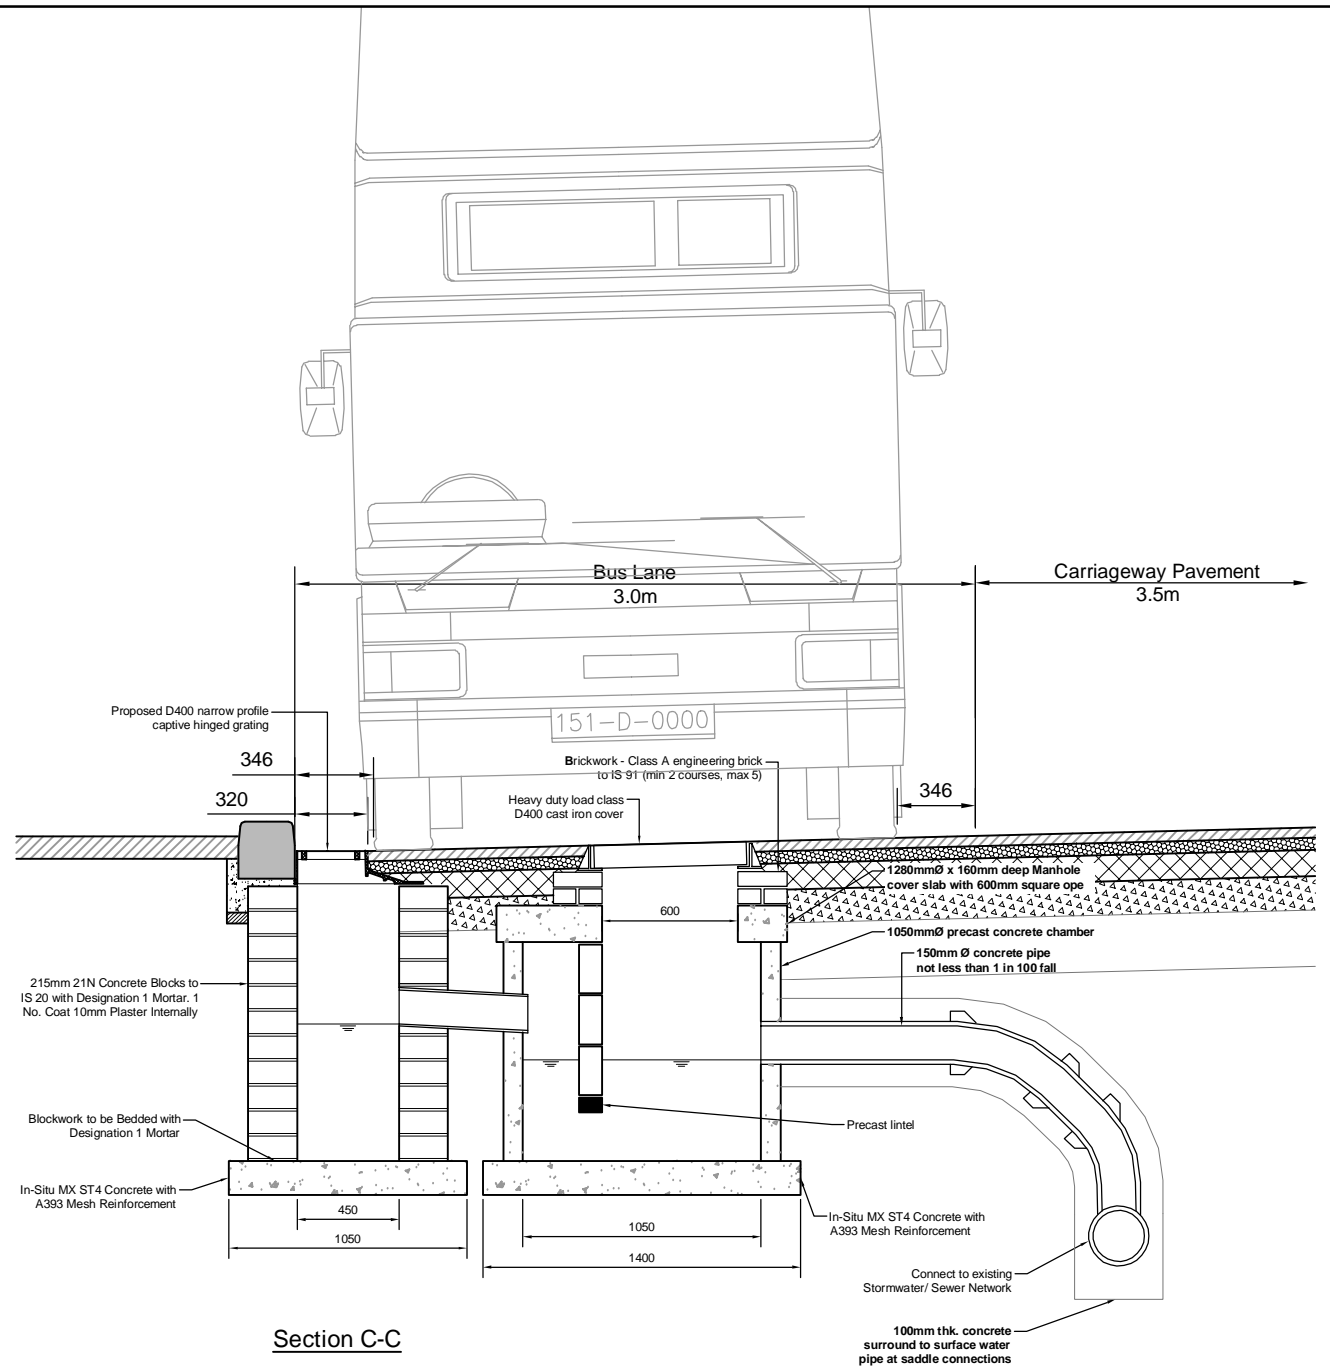 Bus Lane
3.0m
Carriageway Pavement
3.5m
Proposed D400 narrow profile
captive hinged grating
151-D-0000
346
Brickwork - Class A engineering brick
to IS 91 (min 2 courses, max 5)
320
Heavy duty load class
D400 cast iron cover
346
1280mmØ x 160mm deep Manhole
cover slab with 600mm square ope
600
1050mmØ precast concrete chamber
150mm Ø concrete pipe
not less than 1 in 100 fall
215mm 21N Concrete Blocks to
IS 20 with Designation 1 Mortar. 1
No. Coat 10mm Plaster Internally
Blockwork to be Bedded with
Designation 1 Mortar
Precast lintel
In-Situ MX ST4 Concrete with
A393 Mesh Reinforcement
450
1050
1050
1400
In-Situ MX ST4 Concrete with
A393 Mesh Reinforcement
Connect to existing
Stormwater/ Sewer Network
100mm thk. concrete
surround to surface water
pipe at saddle connections
Section C-C